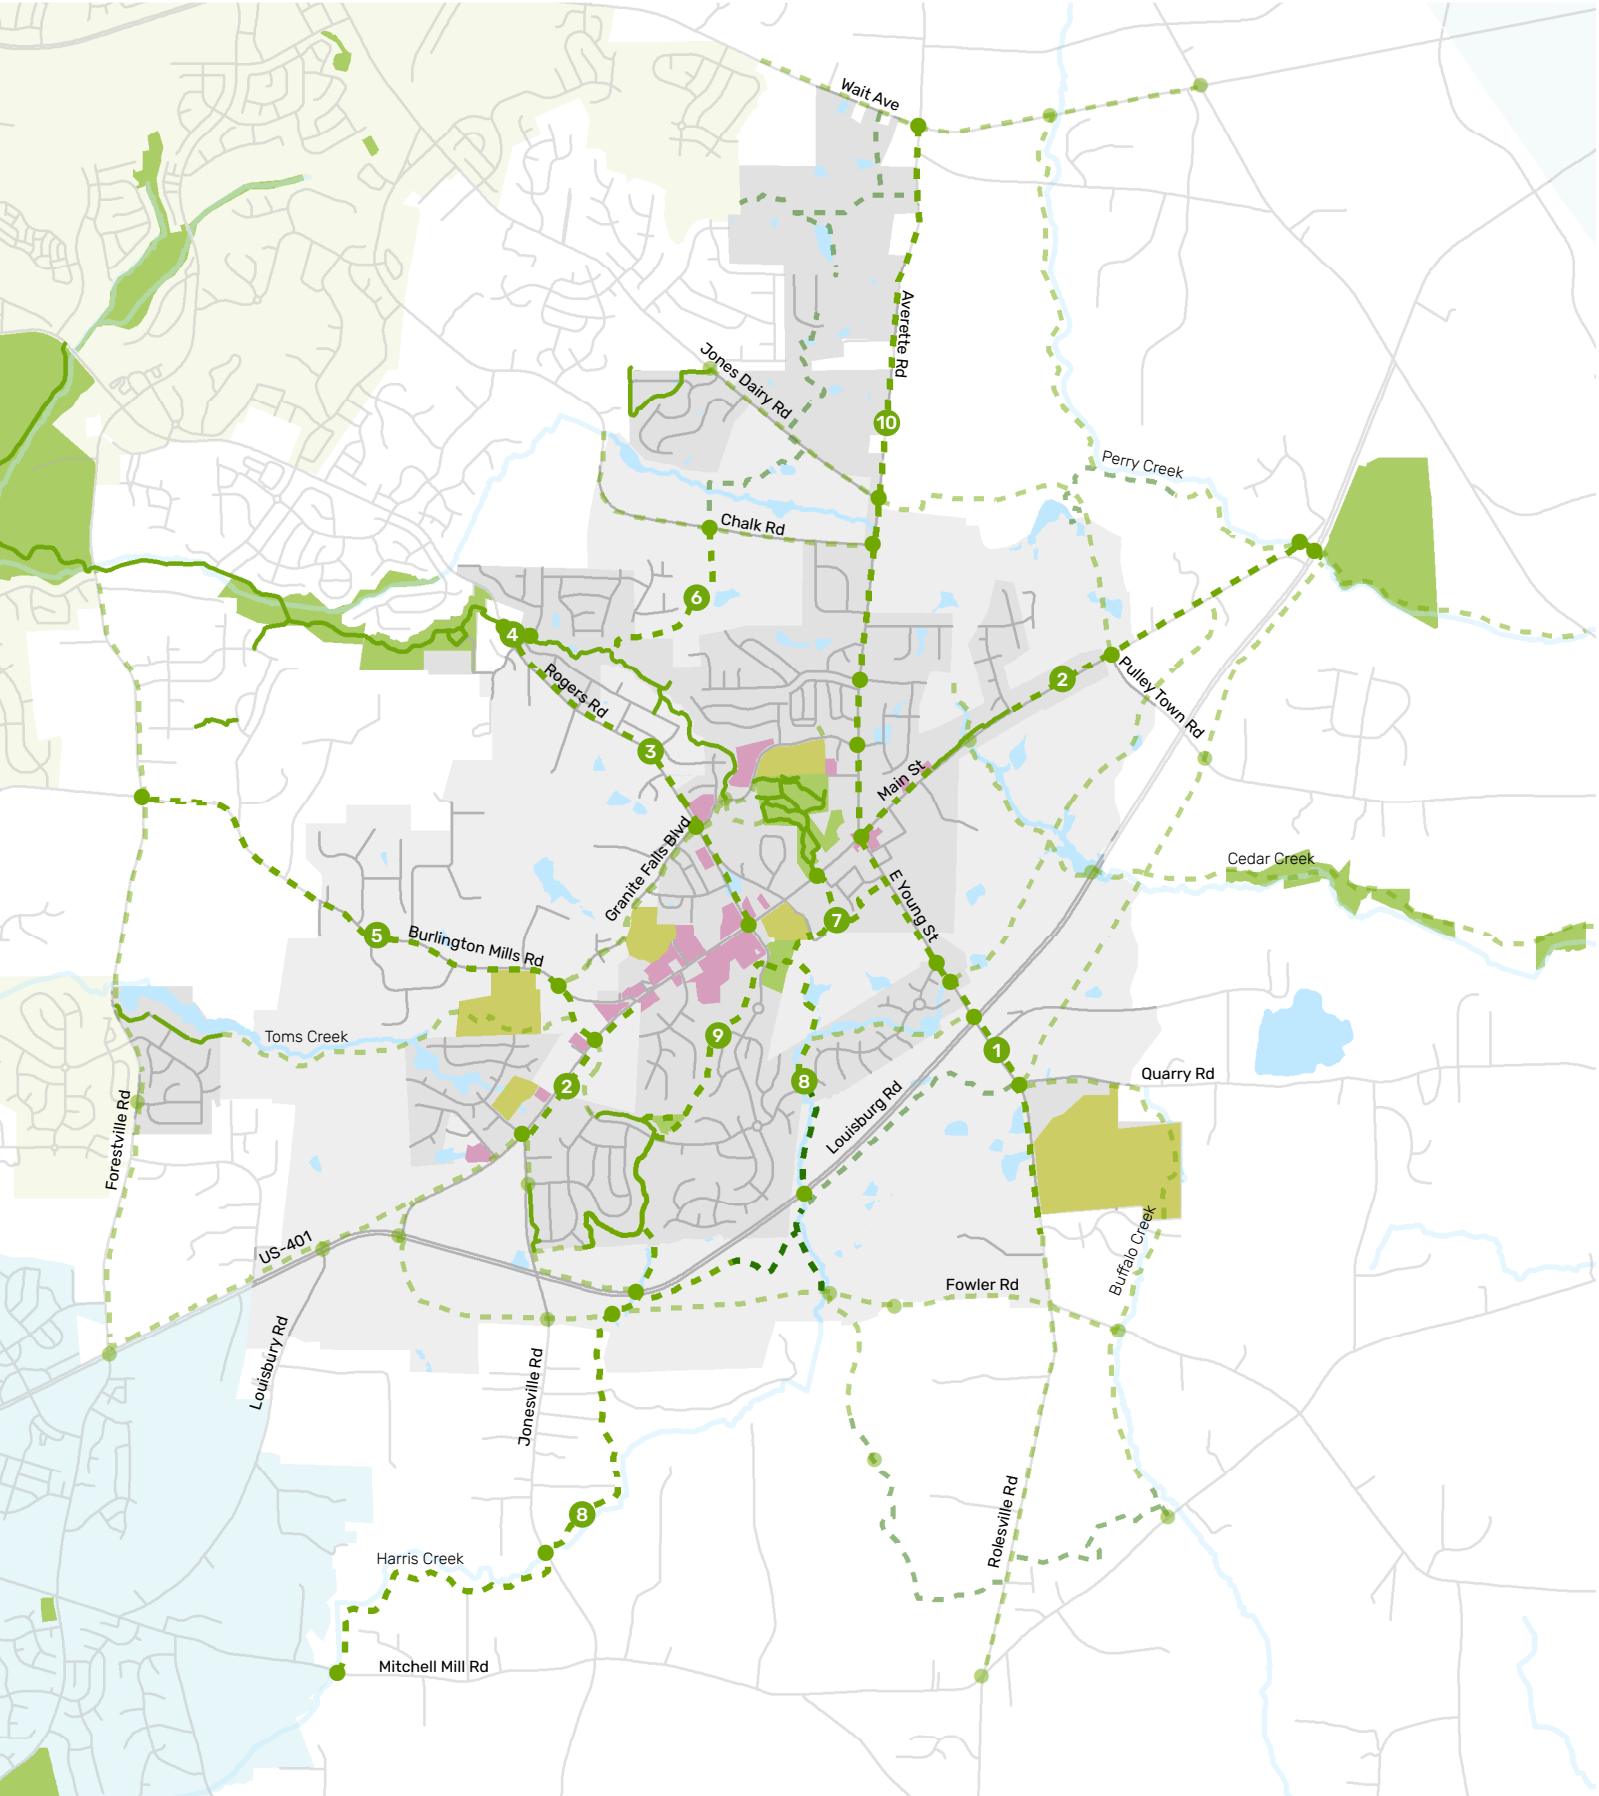 Wait Ave
Averette Rd
Jones Dairy Rd
10
Perry Creek
Chalk Rd
6
4
Rogers Rd
2
Pulley Town Rd
3
Main St
Granite Falls Blvd
Cedar Creek
E Young St
7
5
Burlington Mills Rd
Toms Creek
9
1
8
2
Quarry Rd
Louisburg Rd
Forestville Rd
Buffalo Creek
US-401
Fowler Rd
Louisbury Rd
Jonesville Rd
8
Rolesville Rd
Harris Creek
Mitchell Mill Rd